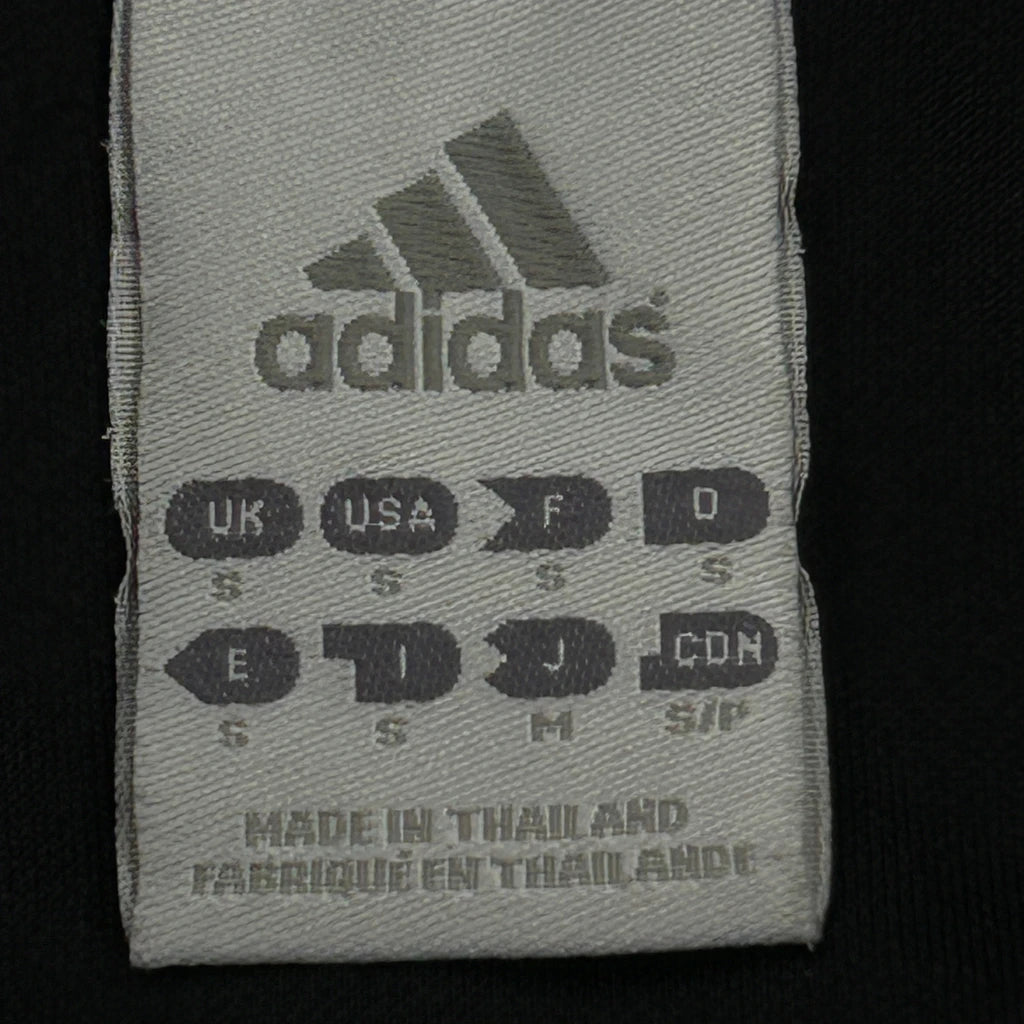 adidas
UK USA F D
S S S S
E I J CDN
S S M S/P
MADE IN THAILAND
FABRIQUÉ EN THAILANDE